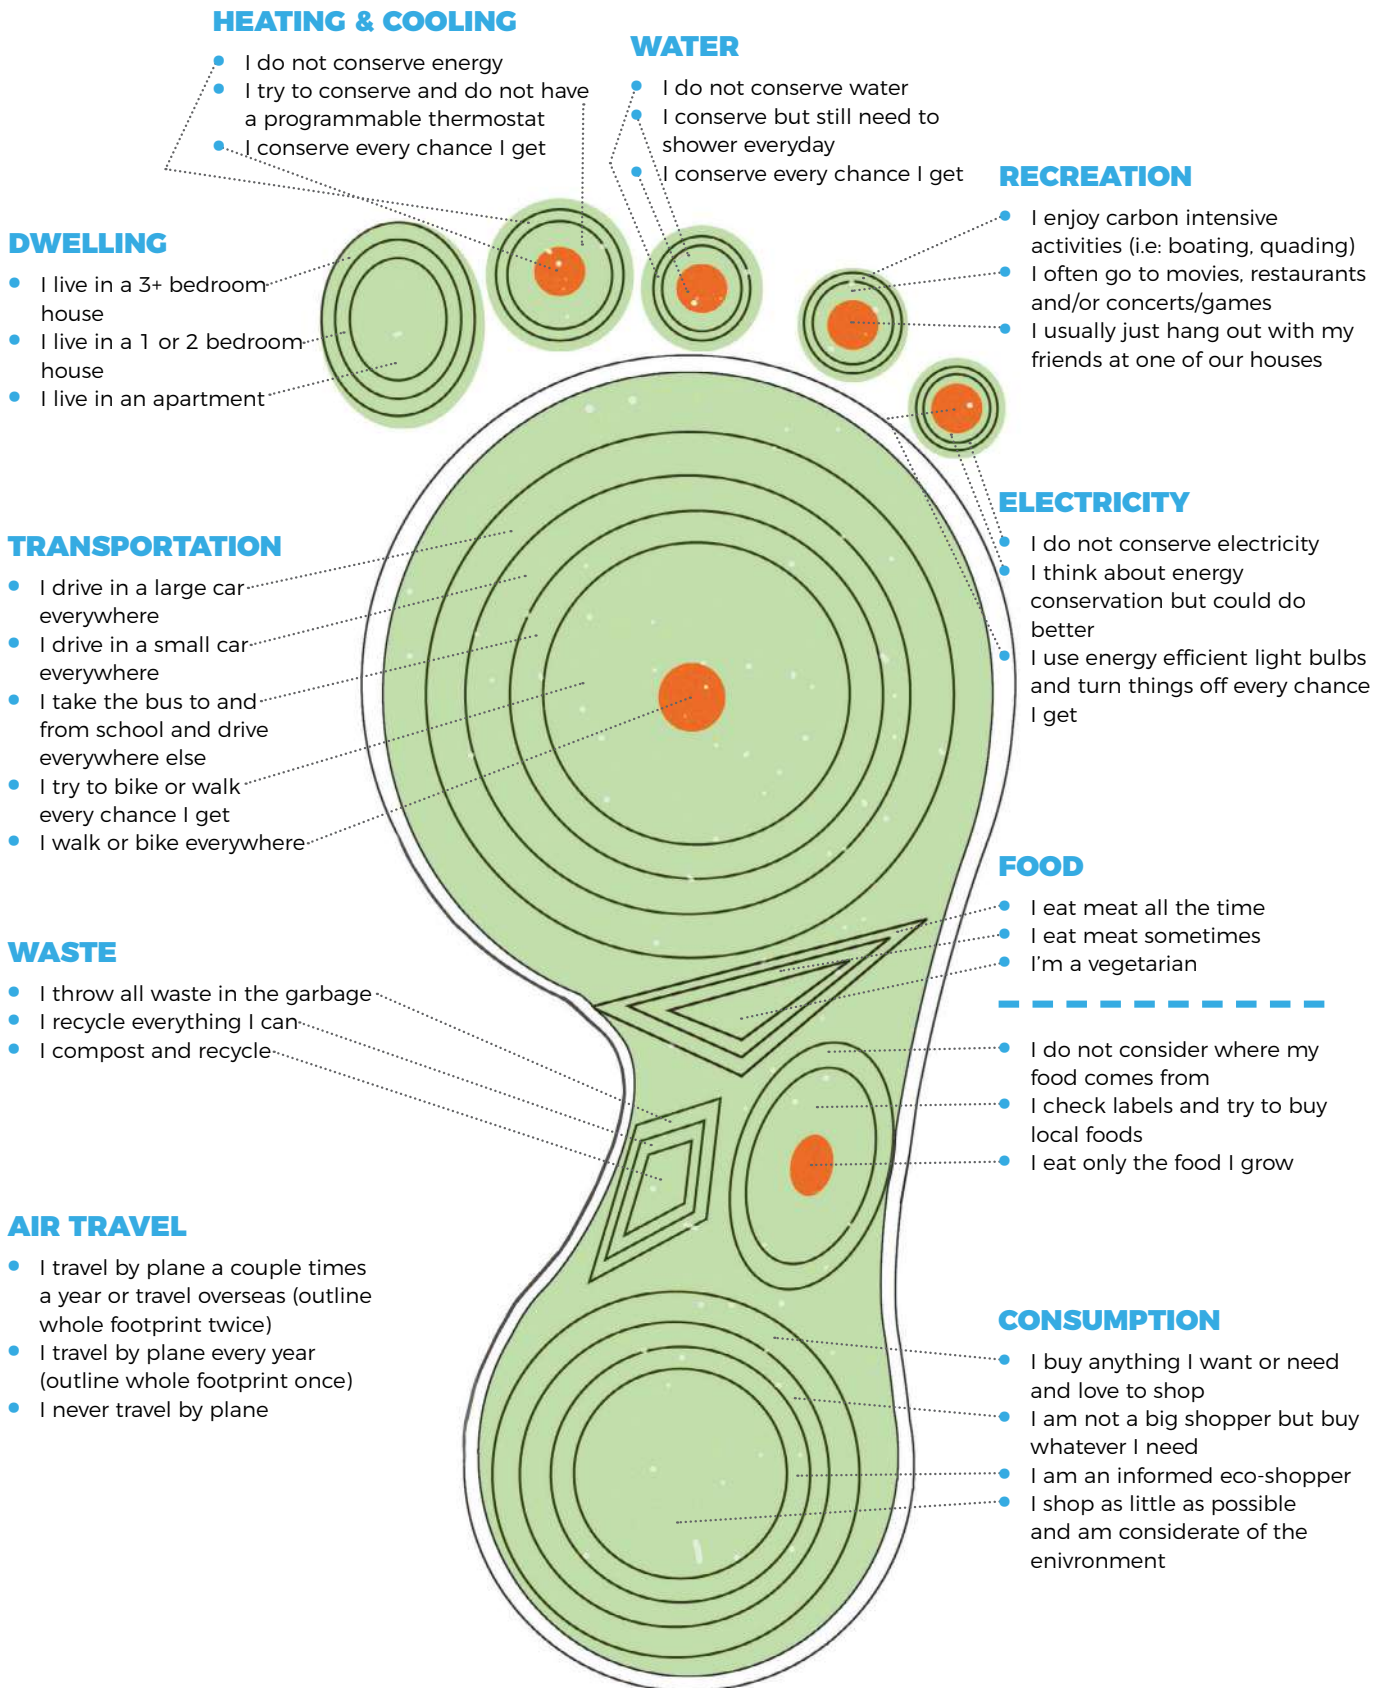 HEATING & COOLING
I do not conserve energy
I try to conserve and do not have
a programmable thermostat
I conserve every chance I get
WATER
I do not conserve water
I conserve but still need to
shower everyday
I conserve every chance I get
RECREATION
I enjoy carbon intensive
activities (i.e: boating, quading)
I often go to movies, restaurants
and/or concerts/games
I usually just hang out with my
friends at one of our houses
DWELLING
I live in a 3+ bedroom
house
I live in a 1 or 2 bedroom
house
I live in an apartment
ELECTRICITY
I do not conserve electricity
I think about energy
conservation but could do
better
I use energy efficient light bulbs
and turn things off every chance
I get
TRANSPORTATION
I drive in a large car
everywhere
I drive in a small car
everywhere
I take the bus to and
from school and drive
everywhere else
I try to bike or walk
every chance I get
I walk or bike everywhere
FOOD
I eat meat all the time
I eat meat sometimes
I'm a vegetarian
I do not consider where my
food comes from
I check labels and try to buy
local foods
I eat only the food I grow
WASTE
I throw all waste in the garbage
I recycle everything I can
I compost and recycle
AIR TRAVEL
I travel by plane a couple times
a year or travel overseas (outline
whole footprint twice)
I travel by plane every year
(outline whole footprint once)
I never travel by plane
CONSUMPTION
I buy anything I want or need
and love to shop
I am not a big shopper but buy
whatever I need
I am an informed eco-shopper
I shop as little as possible
and am considerate of the
enivronment